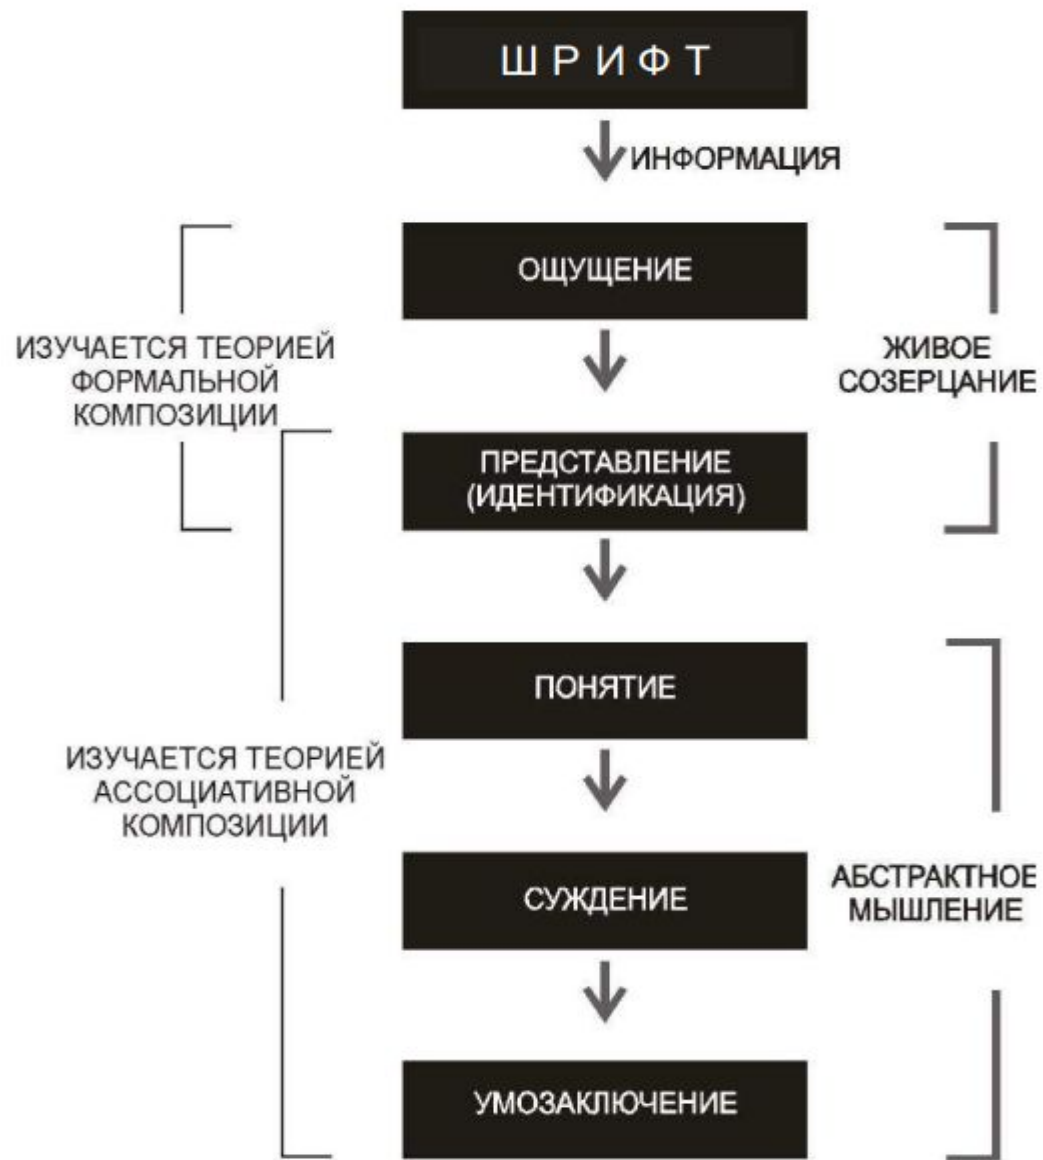 ШРИФТ
ИНФОРМАЦИЯ
ОЩУЩЕНИЕ
ИЗУЧАЕТСЯ ТЕОРИЕЙ
ФОРМАЛЬНОЙ
КОМПОЗИЦИИ
ЖИВОЕ
СОЗЕРЦАНИЕ
ПРЕДСТАВЛЕНИЕ
(ИДЕНТИФИКАЦИЯ)
ПОНЯТИЕ
ИЗУЧАЕТСЯ ТЕОРИЕЙ
АССОЦИАТИВНОЙ
КОМПОЗИЦИИ
СУЖДЕНИЕ
АБСТРАКТНОЕ
МЫШЛЕНИЕ
УМОЗАКЛЮЧЕНИЕ